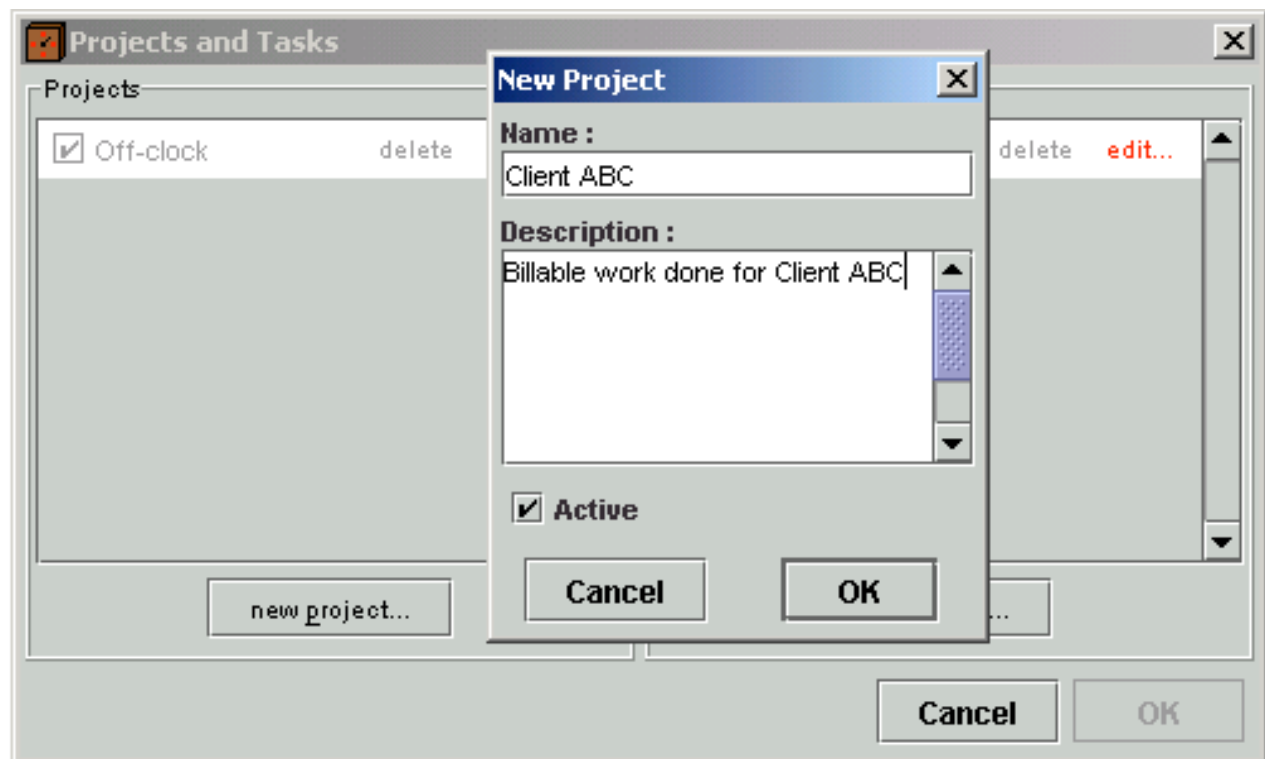 Projects and Tasks
New Project
Projects
Name :
Off-clock delete
delete edit...
Client ABC
Description :
Billable work done for Client ABC
Active
Cancel OK
new project...
...
Cancel OK